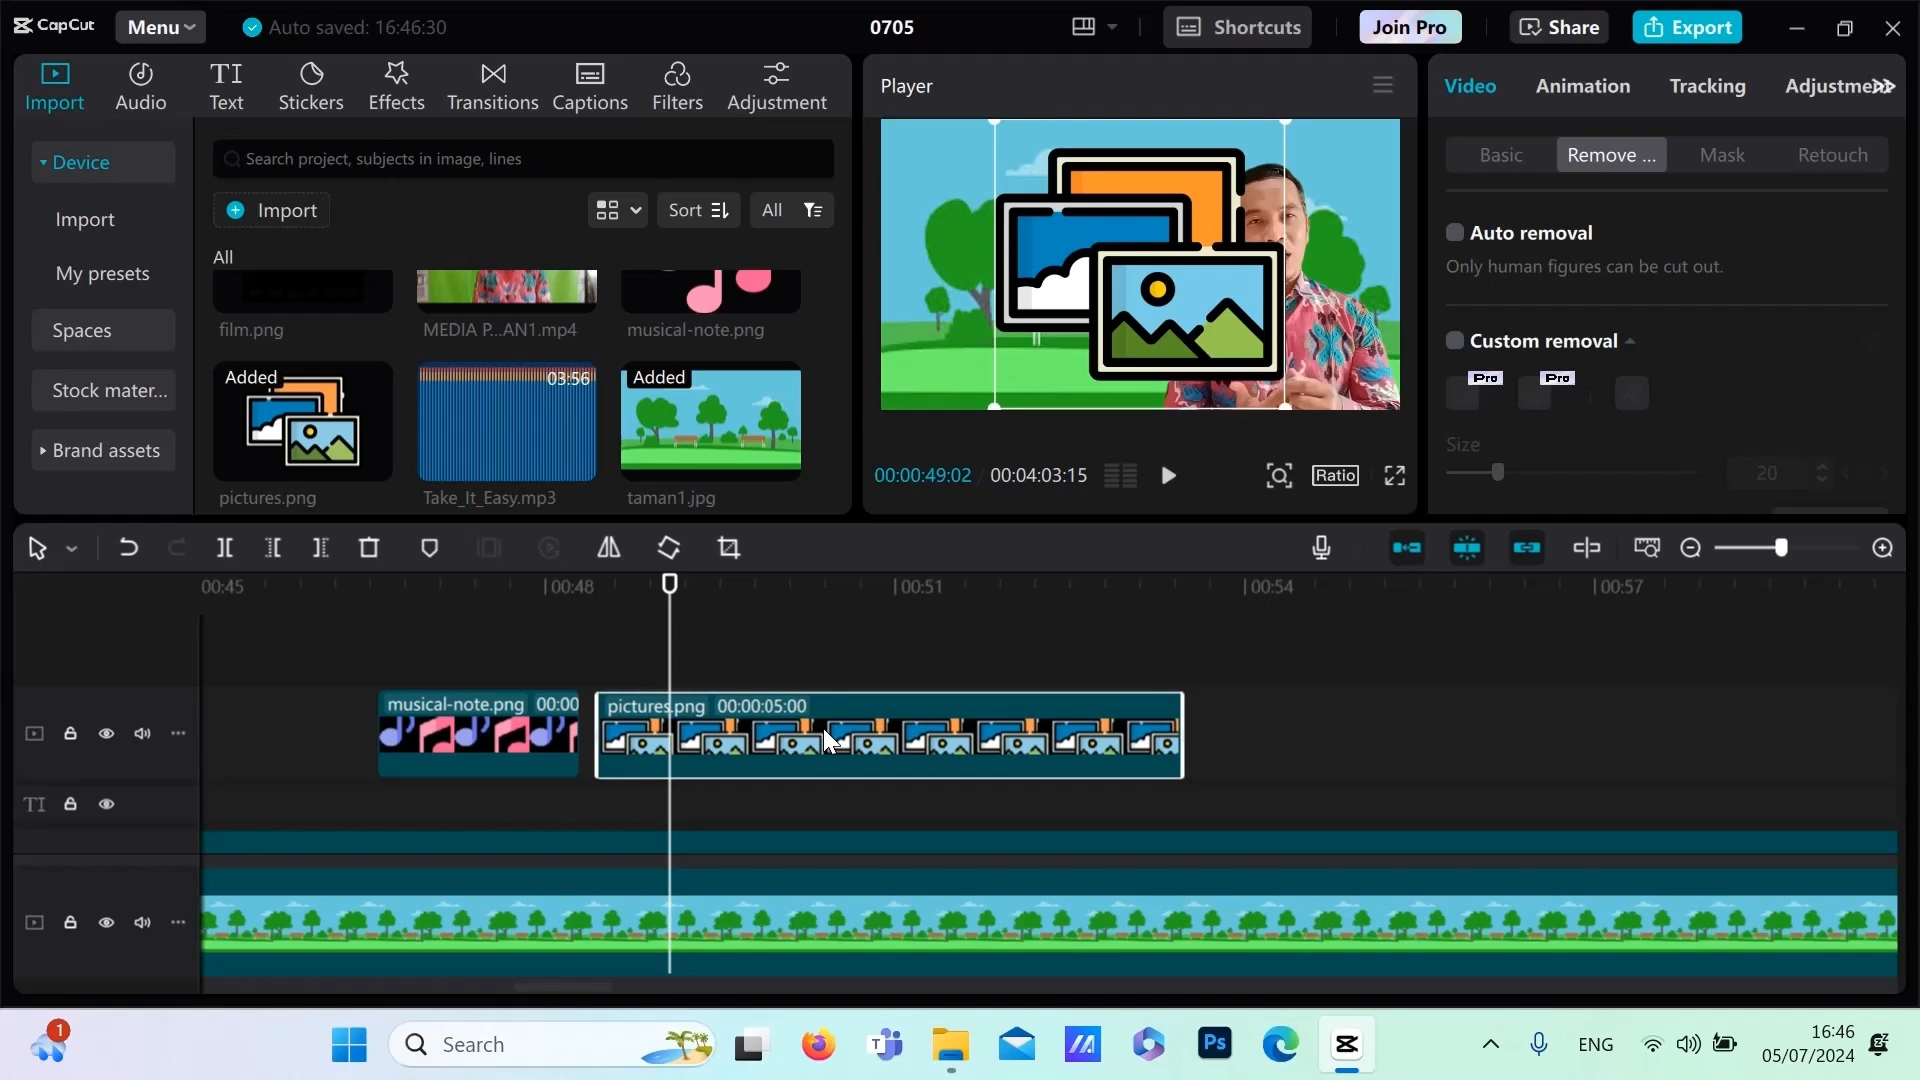 CapCut
Menu
Auto saved: 16:46:30
0705
Shortcuts
Join Pro
Share
Export
Import
Audio
TI
Text
Stickers
Effects
Transitions
Captions
Filters
Adjustment
Device
Import
My presets
Spaces
Stock mater...
Brand assets
Search project, subjects in image, lines
Import
Sort
All
All
film.png
MEDIA P...AN1.mp4
musical-note.png
Added
pictures.png
03:56
Take_It_Easy.mp3
Added
taman1.jpg
Player
00:00:49:02
00:04:03:15
Ratio
Video
Animation
Tracking
Adjustment
Basic
Remove ...
Mask
Retouch
Auto removal
Only human figures can be cut out.
Custom removal
Pro
Pro
Size
20
00:45
00:48
00:51
00:54
00:57
musical-note.png 00:00
pictures.png 00:00:05:00
TI
1
Search
T
Ps
ENG
16:46
05/07/2024